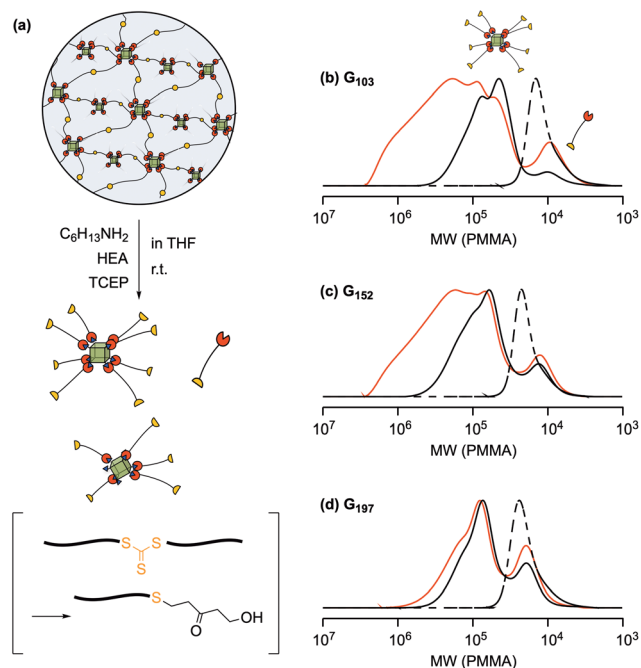 (a)
C6H13NH2
HEA
TCEP
in THF
r.t.
S S
S
S
O
OH
(b) G103
10^7 10^6 10^5 10^4 10^3
MW (PMMA)
(c) G152
10^7 10^6 10^5 10^4 10^3
MW (PMMA)
(d) G197
10^7 10^6 10^5 10^4 10^3
MW (PMMA)